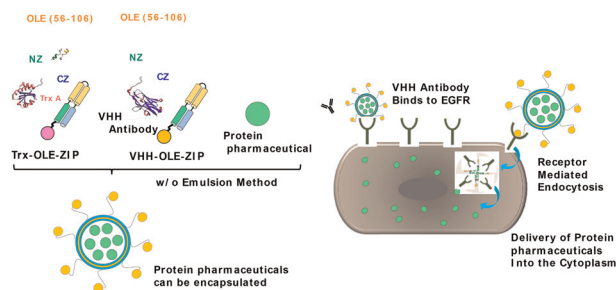 OLE (56-106)
OLE (56-106)
NZ
CZ
Trx A
NZ
CZ
VHH
Antibody
Trx-OLE-ZIP
VHH-OLE-ZIP
Protein
pharmaceutical
w/o Emulsion Method
Protein pharmaceuticals
can be encapsulated
VHH Antibody
Binds to EGFR
Receptor
Mediated
Endocytosis
Delivery of Protein
pharmaceuticals
Into the Cytoplasm